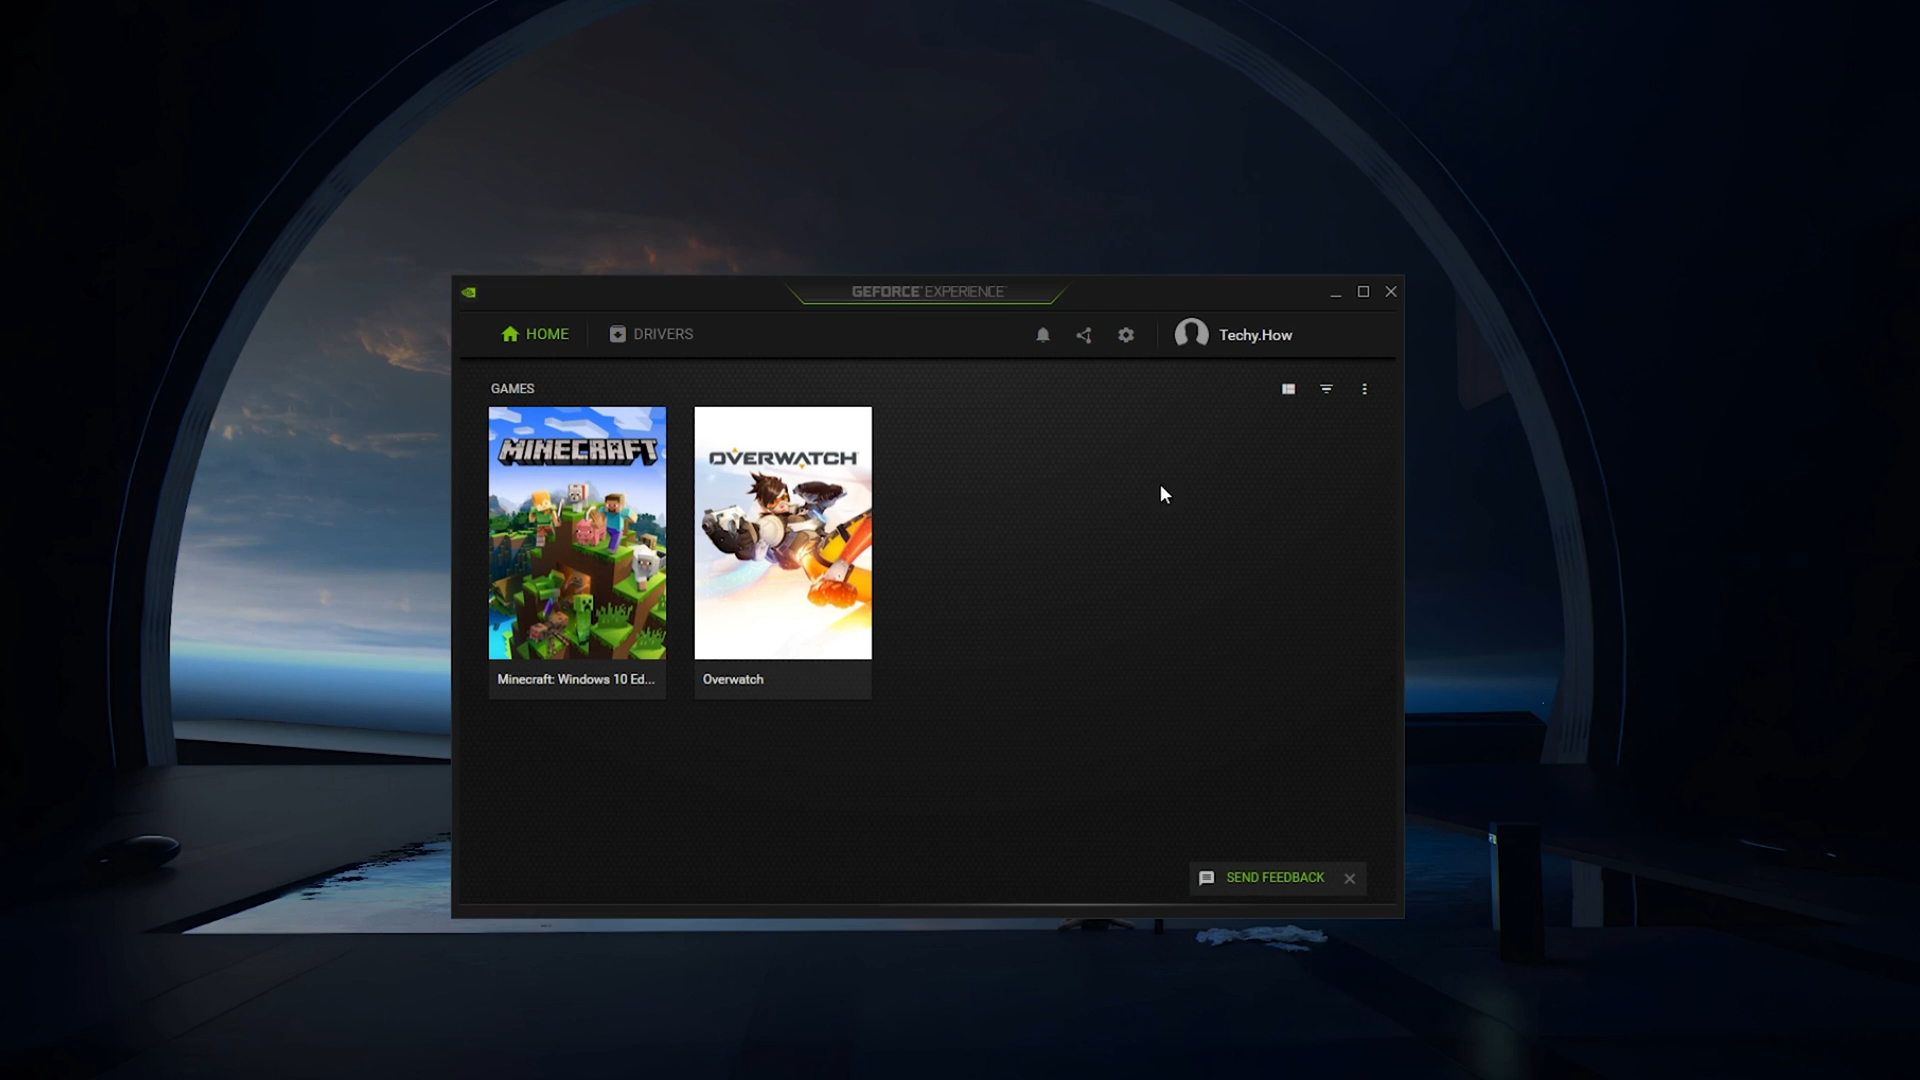 GEFORCE EXPERIENCE
HOME
DRIVERS
Techy.How
GAMES
MINECRAFT
OVERWATCH
Minecraft: Windows 10 Ed...
Overwatch
SEND FEEDBACK